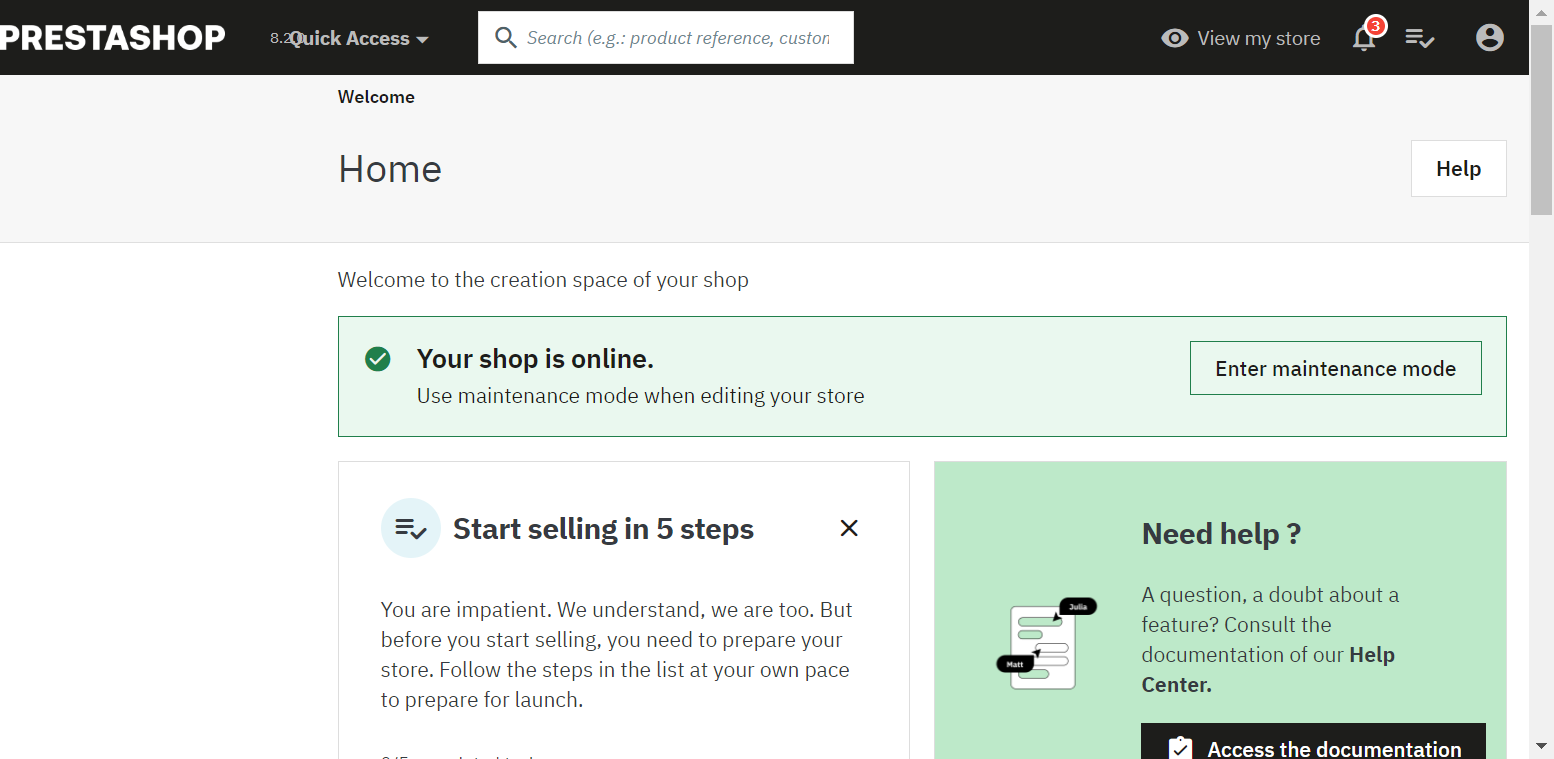 PRESTASHOP
8.2.0
Quick Access
Search (e.g.: product reference, custon
View my store
3
Welcome
Home
Help
Welcome to the creation space of your shop
Your shop is online.
Use maintenance mode when editing your store
Enter maintenance mode
Start selling in 5 steps
You are impatient. We understand, we are too. But
before you start selling, you need to prepare your
store. Follow the steps in the list at your own pace
to prepare for launch.
Need help ?
A question, a doubt about a
feature? Consult the
documentation of our Help
Center.
Julia
Matt
Access the documentation